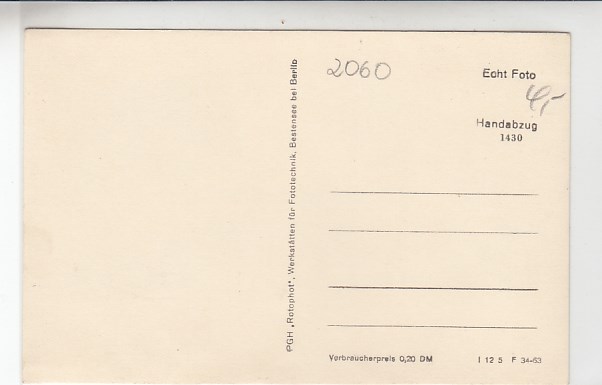 PGH „Rotophot", Werkstätten für Fototechnik, Bestensee bei Berlin
2060
Echt Foto
4,-
Handabzug
1430
Verbraucherpreis 0,20 DM
I 12 5 F 34-63